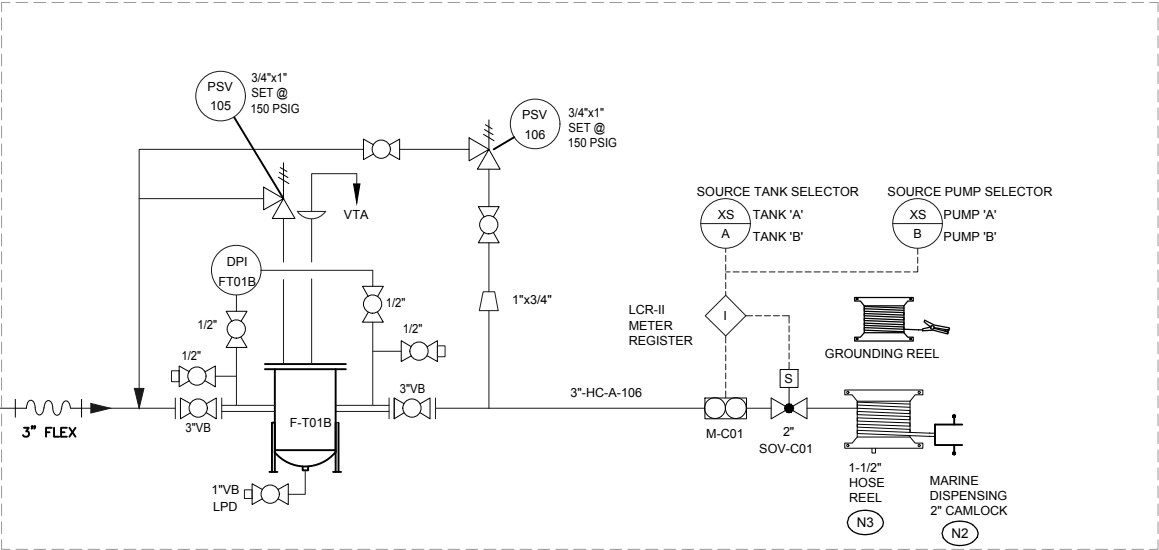 PSV
105
3/4"x1"
SET @
150 PSIG
PSV
106
3/4"x1"
SET @
150 PSIG
VTA
SOURCE TANK SELECTOR
XS
A
TANK 'A'
TANK 'B'
SOURCE PUMP SELECTOR
XS
B
PUMP 'A'
PUMP 'B'
DPI
FT01B
1/2"
1/2"
1/2"
1/2"
1"x3/4"
LCR-II
METER
REGISTER
I
GROUNDING REEL
S
3" FLEX
3"VB
F-T01B
3"VB
3"-HC-A-106
M-C01
2"
SOV-C01
1"VB
LPD
1-1/2"
HOSE
REEL
N3
MARINE
DISPENSING
2" CAMLOCK
N2